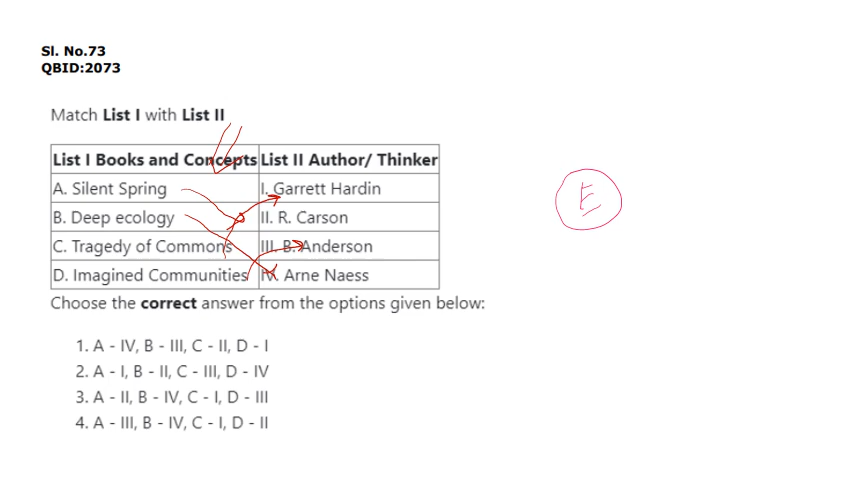 Sl. No.73
QBID:2073
Match List I with List II
List I Books and Concepts List II Author/ Thinker
A. Silent Spring I. Garrett Hardin
B. Deep ecology II. R. Carson
C. Tragedy of Commons III. B. Anderson
D. Imagined Communities IV. Arne Naess
Choose the correct answer from the options given below:
1. A - IV, B - III, C - II, D - I
2. A - I, B - II, C - III, D - IV
3. A - II, B - IV, C - I, D - III
4. A - III, B - IV, C - I, D - II
E